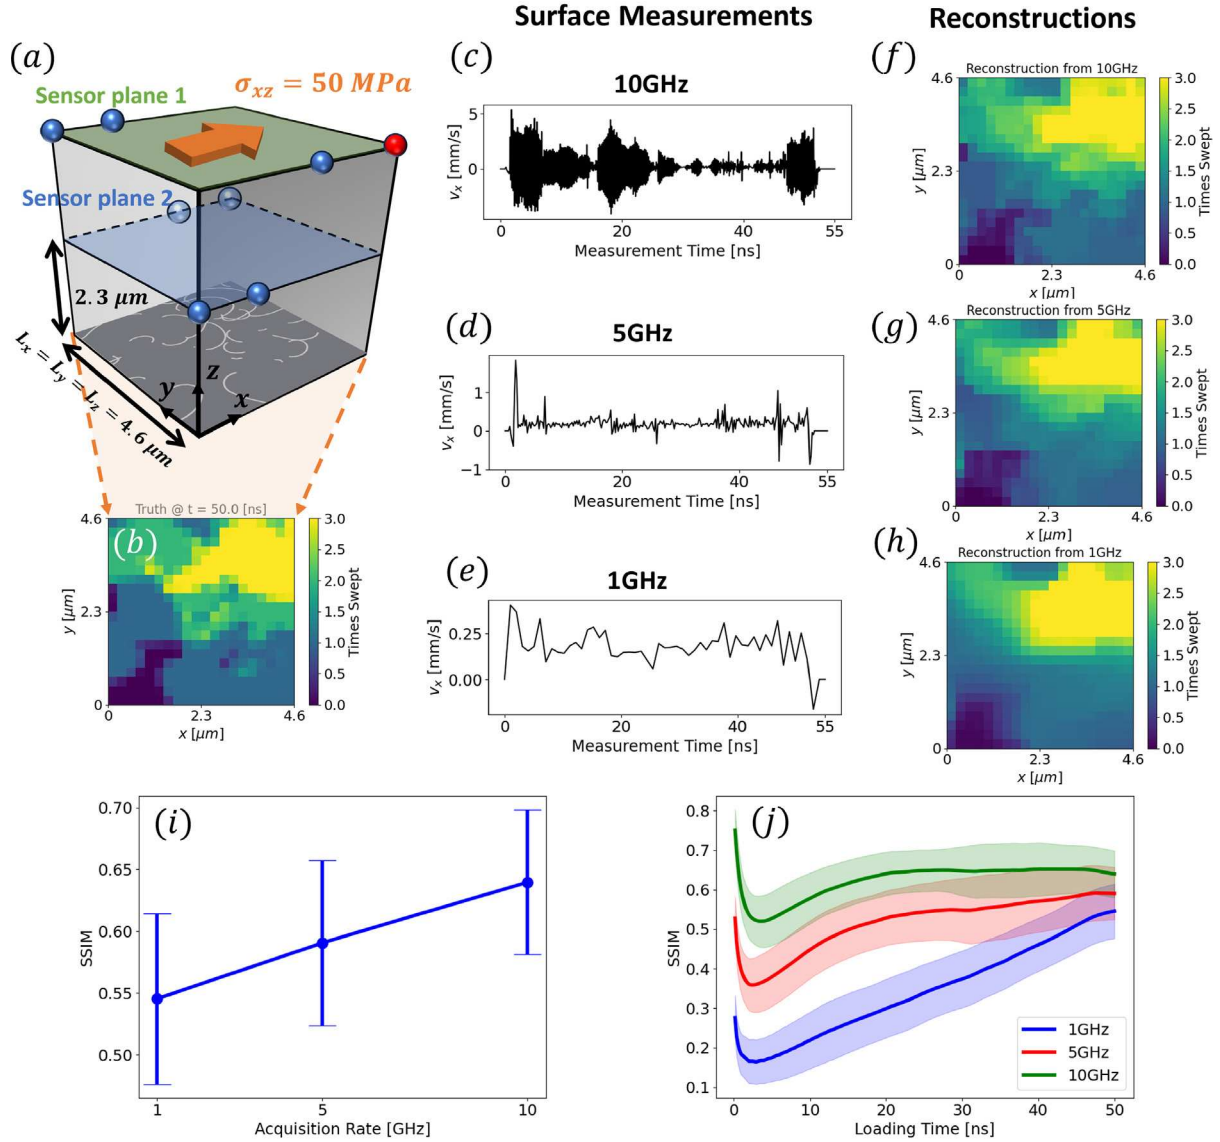 Surface Measurements
Reconstructions
(a)
Sensor plane 1
σxz = 50 MPa
Sensor plane 2
2.3 μm
Lx = Ly = Lz = 4.6 μm
y
z
x
Truth @ t = 50.0 [ns]
(b)
4.6
2.3
0
y [μm]
0
2.3
4.6
x [μm]
3.0
2.5
2.0
1.5
1.0
0.5
0.0
Times Swept
(c)
10GHz
5
0
vx [mm/s]
0
20
40
55
Measurement Time [ns]
(d)
5GHz
1
0
−1
vx [mm/s]
0
20
40
55
Measurement Time [ns]
(e)
1GHz
0.25
0.00
vx [mm/s]
0
20
40
55
Measurement Time [ns]
(f)
Reconstruction from 10GHz
4.6
2.3
0
y [μm]
0
2.3
4.6
x [μm]
3.0
2.5
2.0
1.5
1.0
0.5
0.0
Times Swept
(g)
Reconstruction from 5GHz
4.6
2.3
0
y [μm]
0
2.3
4.6
x [μm]
3.0
2.5
2.0
1.5
1.0
0.5
0.0
Times Swept
(h)
Reconstruction from 1GHz
4.6
2.3
0
y [μm]
0
2.3
4.6
x [μm]
3.0
2.5
2.0
1.5
1.0
0.5
0.0
Times Swept
(i)
0.70
0.65
0.60
0.55
0.50
SSIM
1
5
10
Acquisition Rate [GHz]
(j)
0.8
0.7
0.6
0.5
0.4
0.3
0.2
0.1
SSIM
1GHz
5GHz
10GHz
0
10
20
30
40
50
Loading Time [ns]